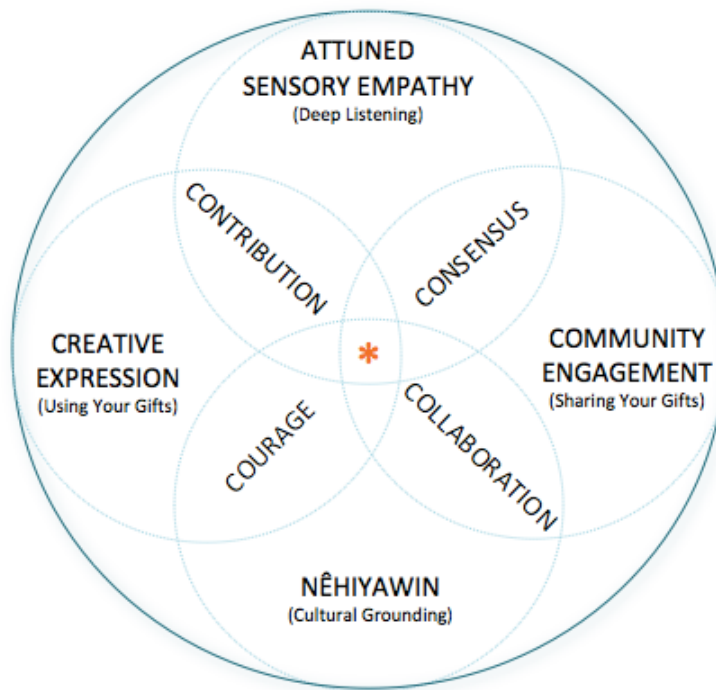 ATTUNED
SENSORY EMPATHY
(Deep Listening)
CONTRIBUTION
CONSENSUS
CREATIVE
EXPRESSION
(Using Your Gifts)
*
COMMUNITY
ENGAGEMENT
(Sharing Your Gifts)
COURAGE
COLLABORATION
NÊHIYAWIN
(Cultural Grounding)